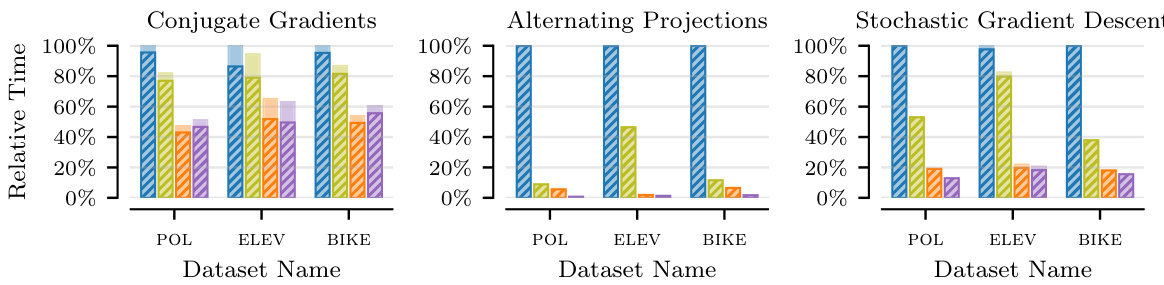 Conjugate Gradients
Relative Time
100%
80%
60%
40%
20%
0%
POL ELEV BIKE
Dataset Name
Alternating Projections
100%
80%
60%
40%
20%
0%
POL ELEV BIKE
Dataset Name
Stochastic Gradient Descent
100%
80%
60%
40%
20%
0%
POL ELEV BIKE
Dataset Name